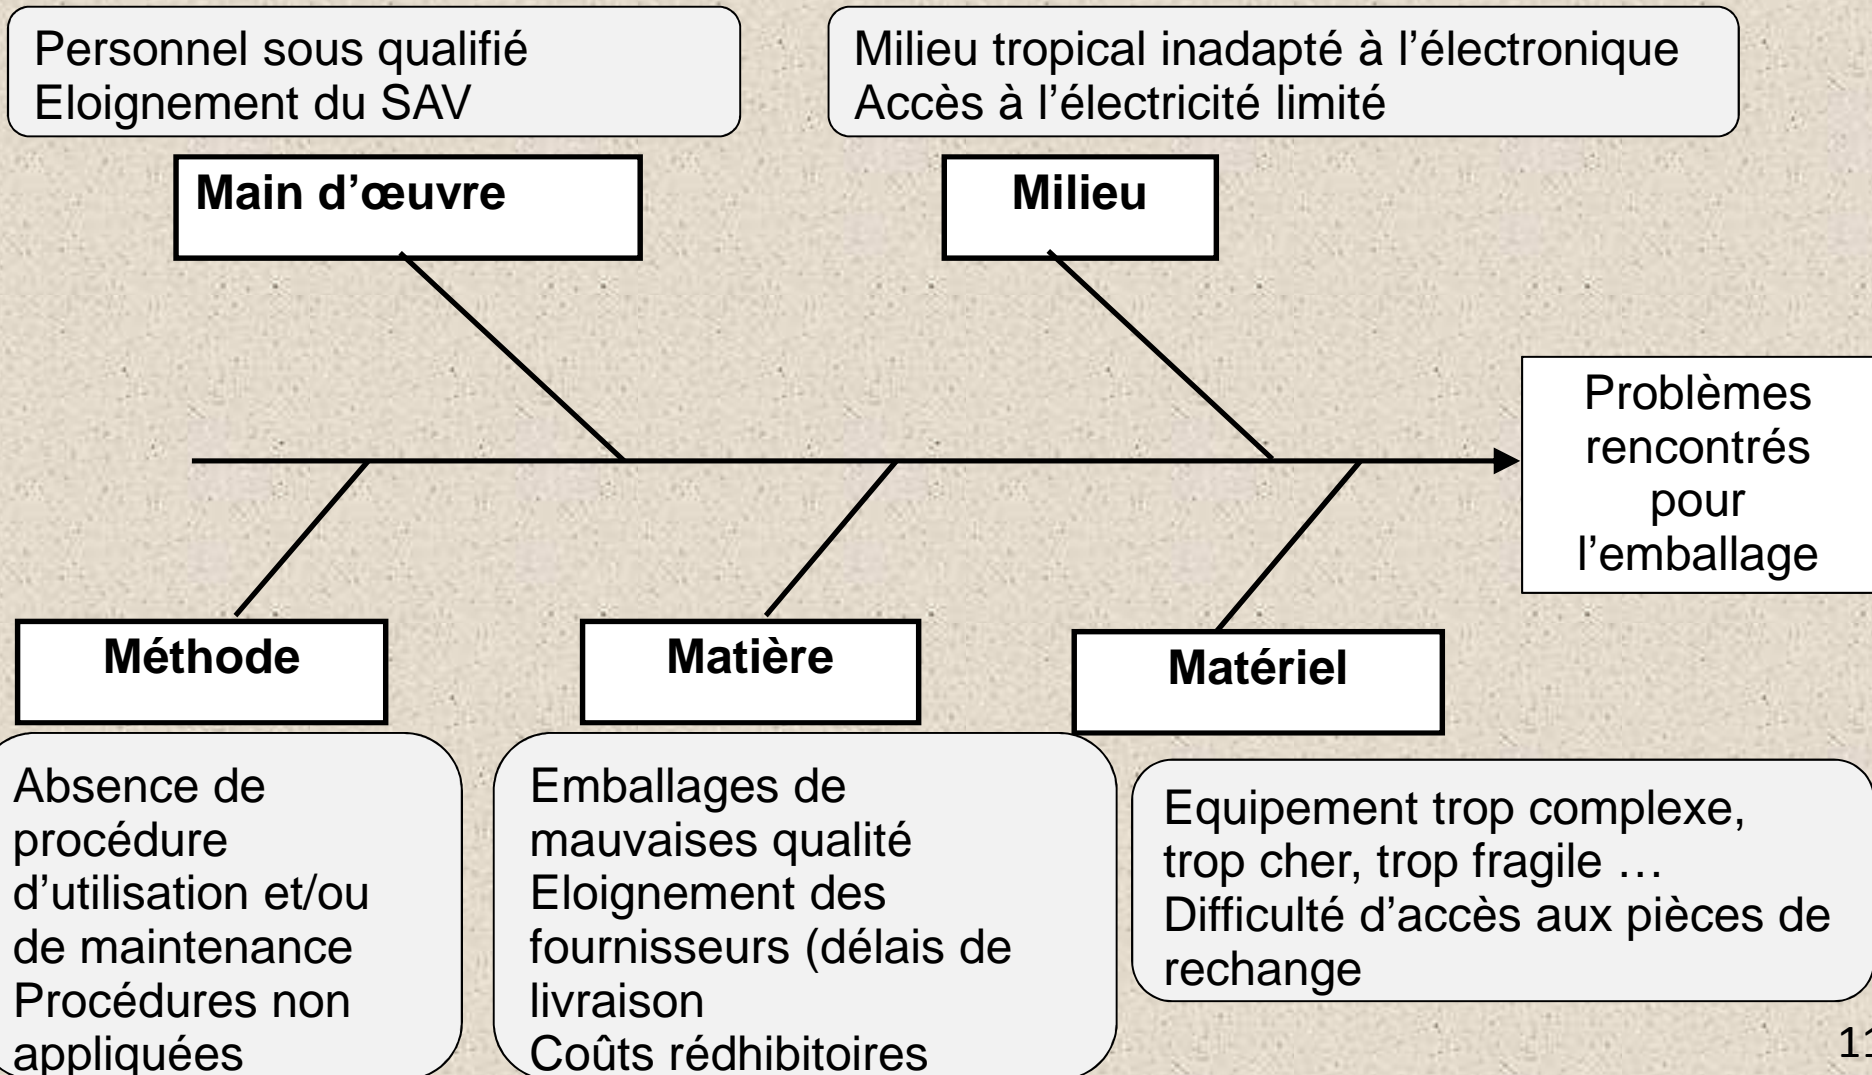 Personnel sous qualifié
Eloignement du SAV
Milieu tropical inadapté à l’électronique
Accès à l’électricité limité
Main d’œuvre
Milieu
Problèmes
rencontrés
pour
l’emballage
Méthode
Matière
Matériel
Absence de
procédure
d’utilisation et/ou
de maintenance
Procédures non
appliquées
Emballages de
mauvaises qualité
Eloignement des
fournisseurs (délais de
livraison
Coûts rédhibitoires
Equipement trop complexe,
trop cher, trop fragile …
Difficulté d’accès aux pièces de
rechange
11